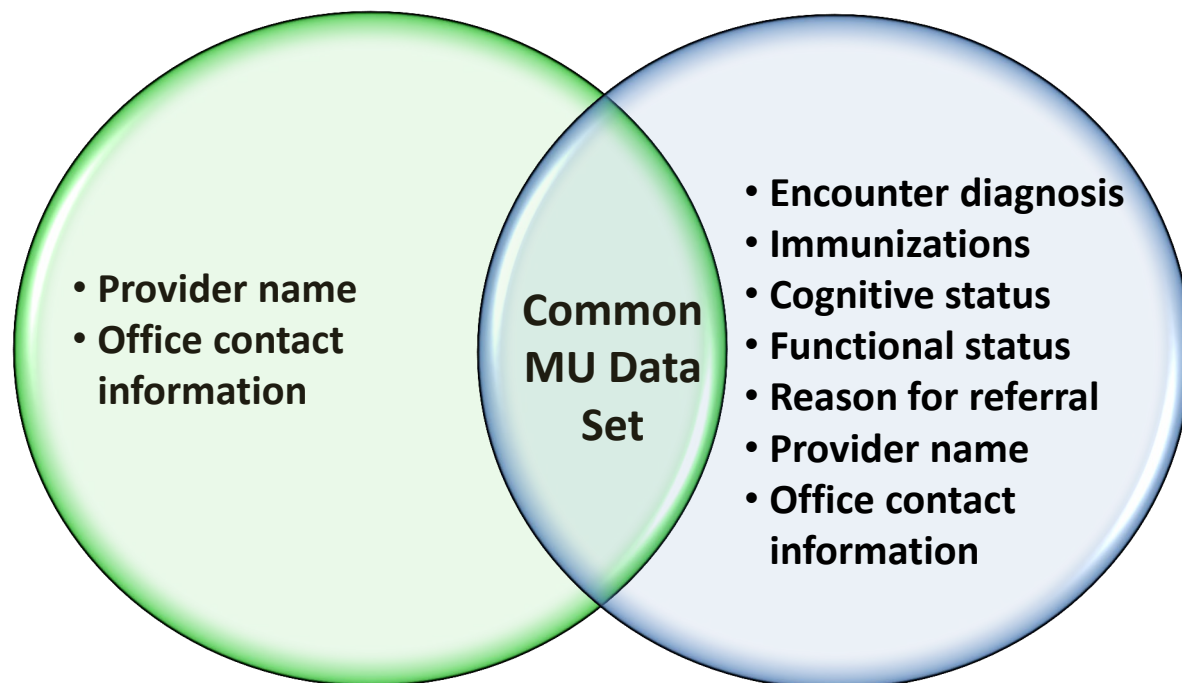 • Provider name
• Office contact
information
Common
MU Data
Set
• Encounter diagnosis
• Immunizations
• Cognitive status
• Functional status
• Reason for referral
• Provider name
• Office contact
information